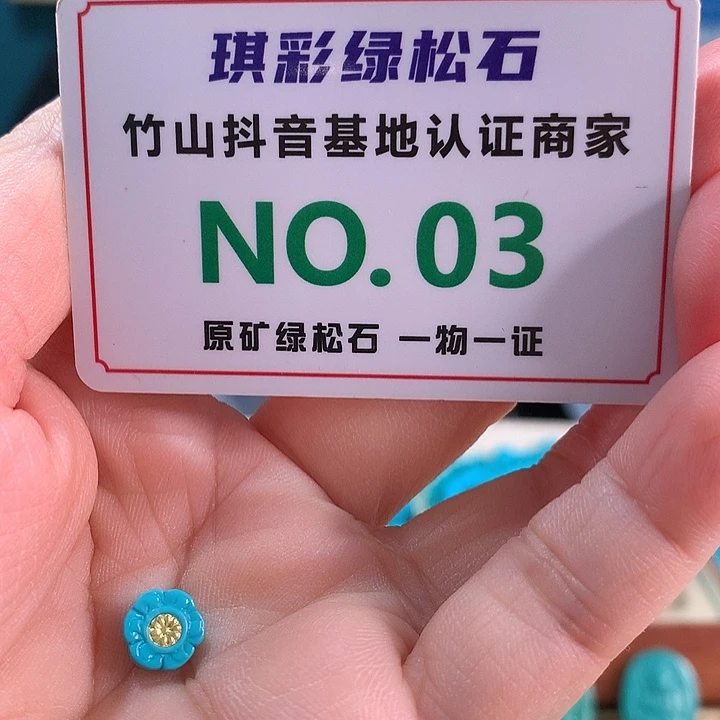 琪彩绿松石
竹山抖音基地认证商家
NO.03
原矿绿松石 一物一证